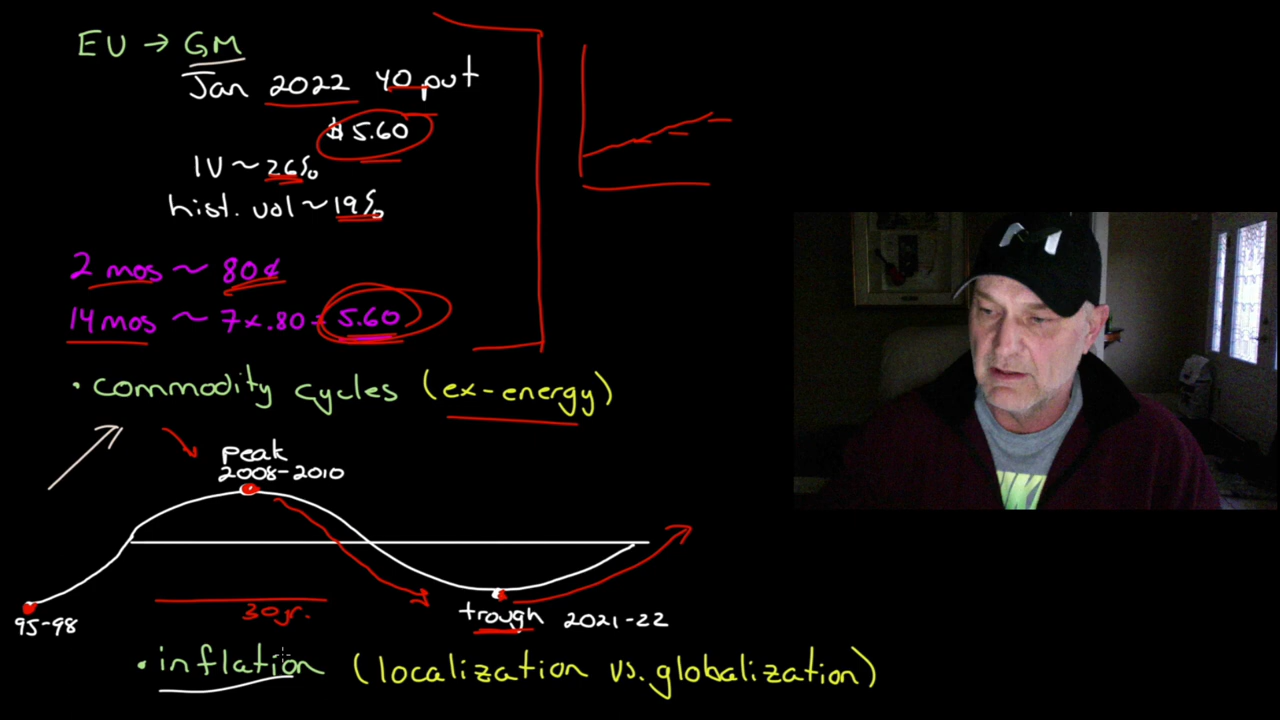 EV → GM
Jan 2022 40 put
$5.60
IV ~ 26%
hist. vol ~ 19%
2 mos ~ 80¢
14 mos ~ 7 x .80 = 5.60
• commodity cycles (ex-energy)
peak
2008-2010
30 yr.
trough 2021-22
95-98
• inflation (localization vs. globalization)